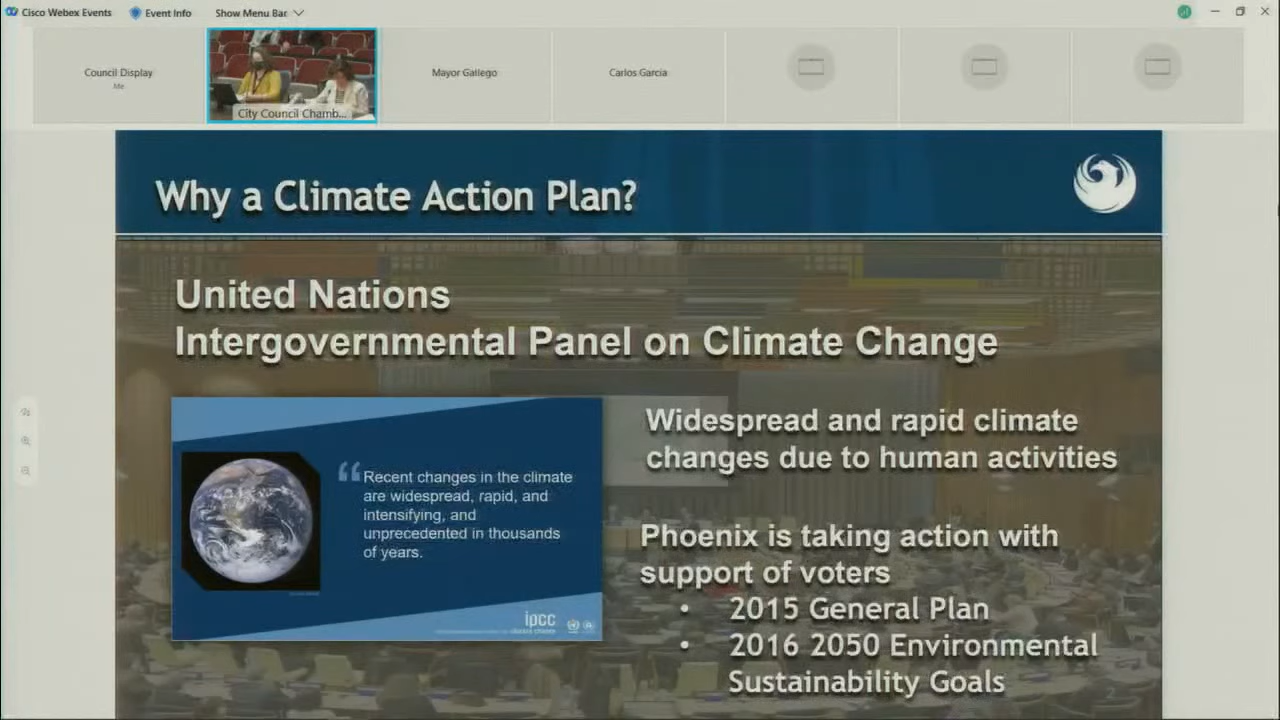 Cisco Webex Events
Event Info
Show Menu Bar
Council Display
Me
City Council Chamb...
Mayor Gallego
Carlos Garcia
Why a Climate Action Plan?
United Nations
Intergovernmental Panel on Climate Change
“
Recent changes in the climate
are widespread, rapid, and
intensifying, and
unprecedented in thousands
of years.
ipcc
Widespread and rapid climate
changes due to human activities
Phoenix is taking action with
support of voters
• 2015 General Plan
• 2016 2050 Environmental
Sustainability Goals